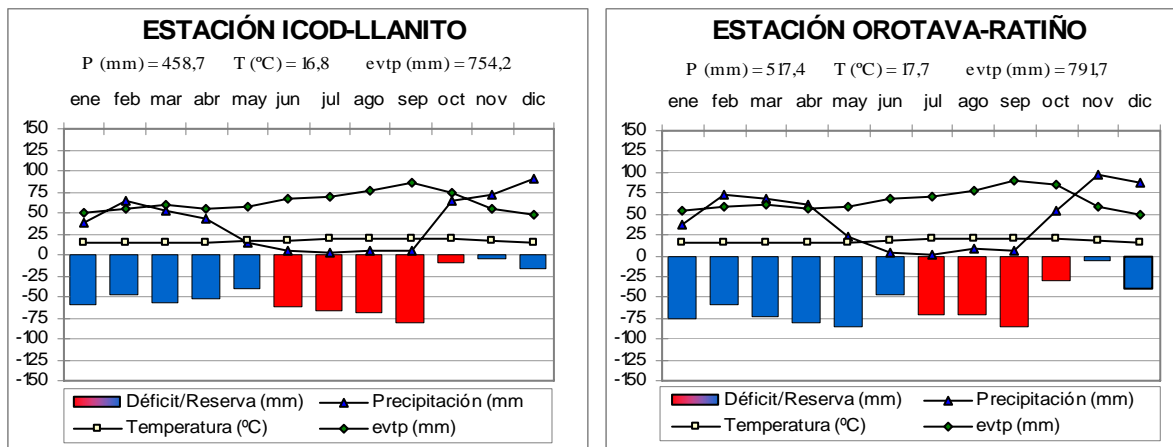 ESTACIÓN ICOD-LLANITO
P (mm) = 458,7 T (ºC) = 16,8 evtp (mm) = 754,2
ene feb mar abr may jun jul ago sep oct nov dic
150
125
100
75
50
25
0
-25
-50
-75
-100
-125
-150
Déficit/Reserva (mm) Precipitación (mm
Temperatura (ºC) evtp (mm)
ESTACIÓN OROTAVA-RATIÑO
P (mm) = 517,4 T (ºC) = 17,7 evtp (mm) = 791,7
ene feb mar abr may jun jul ago sep oct nov dic
150
125
100
75
50
25
0
-25
-50
-75
-100
-125
-150
Déficit/Reserva (mm) Precipitación (mm
Temperatura (ºC) evtp (mm)